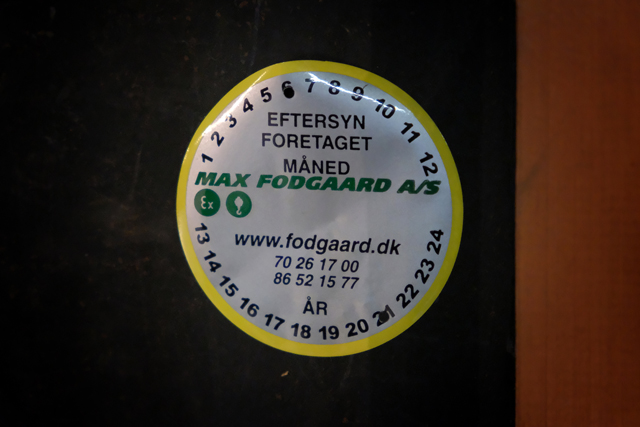 1 2 3 4 5 6 7 8 9 10 11 12
EFTERSYN
FORETAGET
MÅNED
MAX FODGAARD A/S
Ex
www.fodgaard.dk
70 26 17 00
86 52 15 77
ÅR
13 14 15 16 17 18 19 20 21 22 23 24